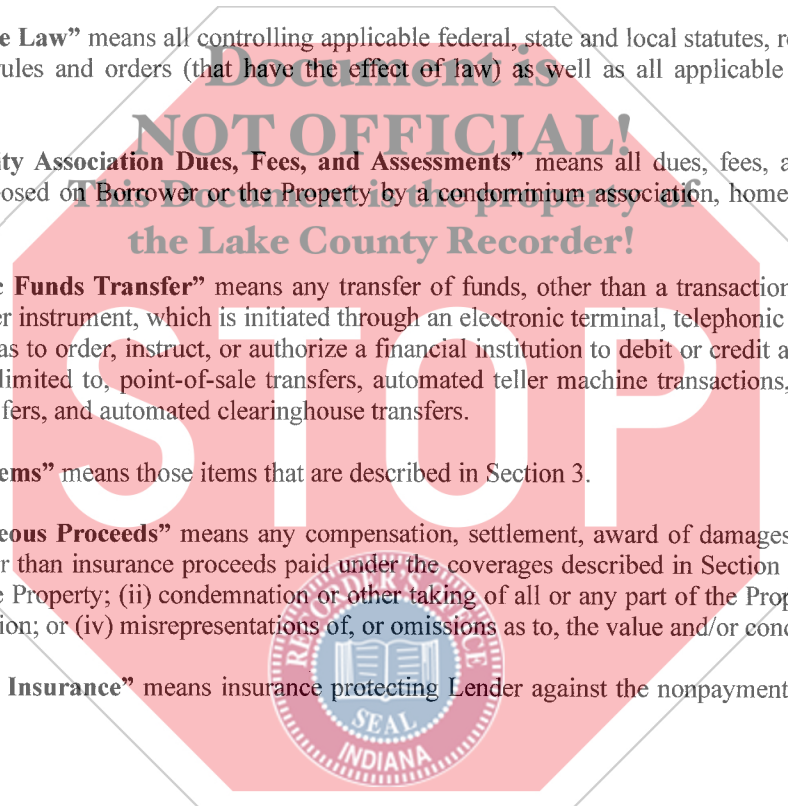 e Law” means all controlling applicable federal, state and local statutes, re
rules and orders (that have the effect of law) as well as all applicable
Document is
NOT OFFICIAL!
ity Association Dues, Fees, and Assessments” means all dues, fees, a
osed on Borrower or the Property by a condominium association, home
This Document is the property of
the Lake County Recorder!
c Funds Transfer” means any transfer of funds, other than a transaction
er instrument, which is initiated through an electronic terminal, telephonic
as to order, instruct, or authorize a financial institution to debit or credit a
limited to, point-of-sale transfers, automated teller machine transactions,
fers, and automated clearinghouse transfers.
STOP
ems” means those items that are described in Section 3.
eous Proceeds” means any compensation, settlement, award of damages
r than insurance proceeds paid under the coverages described in Section
e Property; (ii) condemnation or other taking of all or any part of the Prop
ion; or (iv) misrepresentations of, or omissions as to, the value and/or cond
RECORDER'S OFFICE
Insurance” means insurance protecting Lender against the nonpayment
SEAL
INDIANA